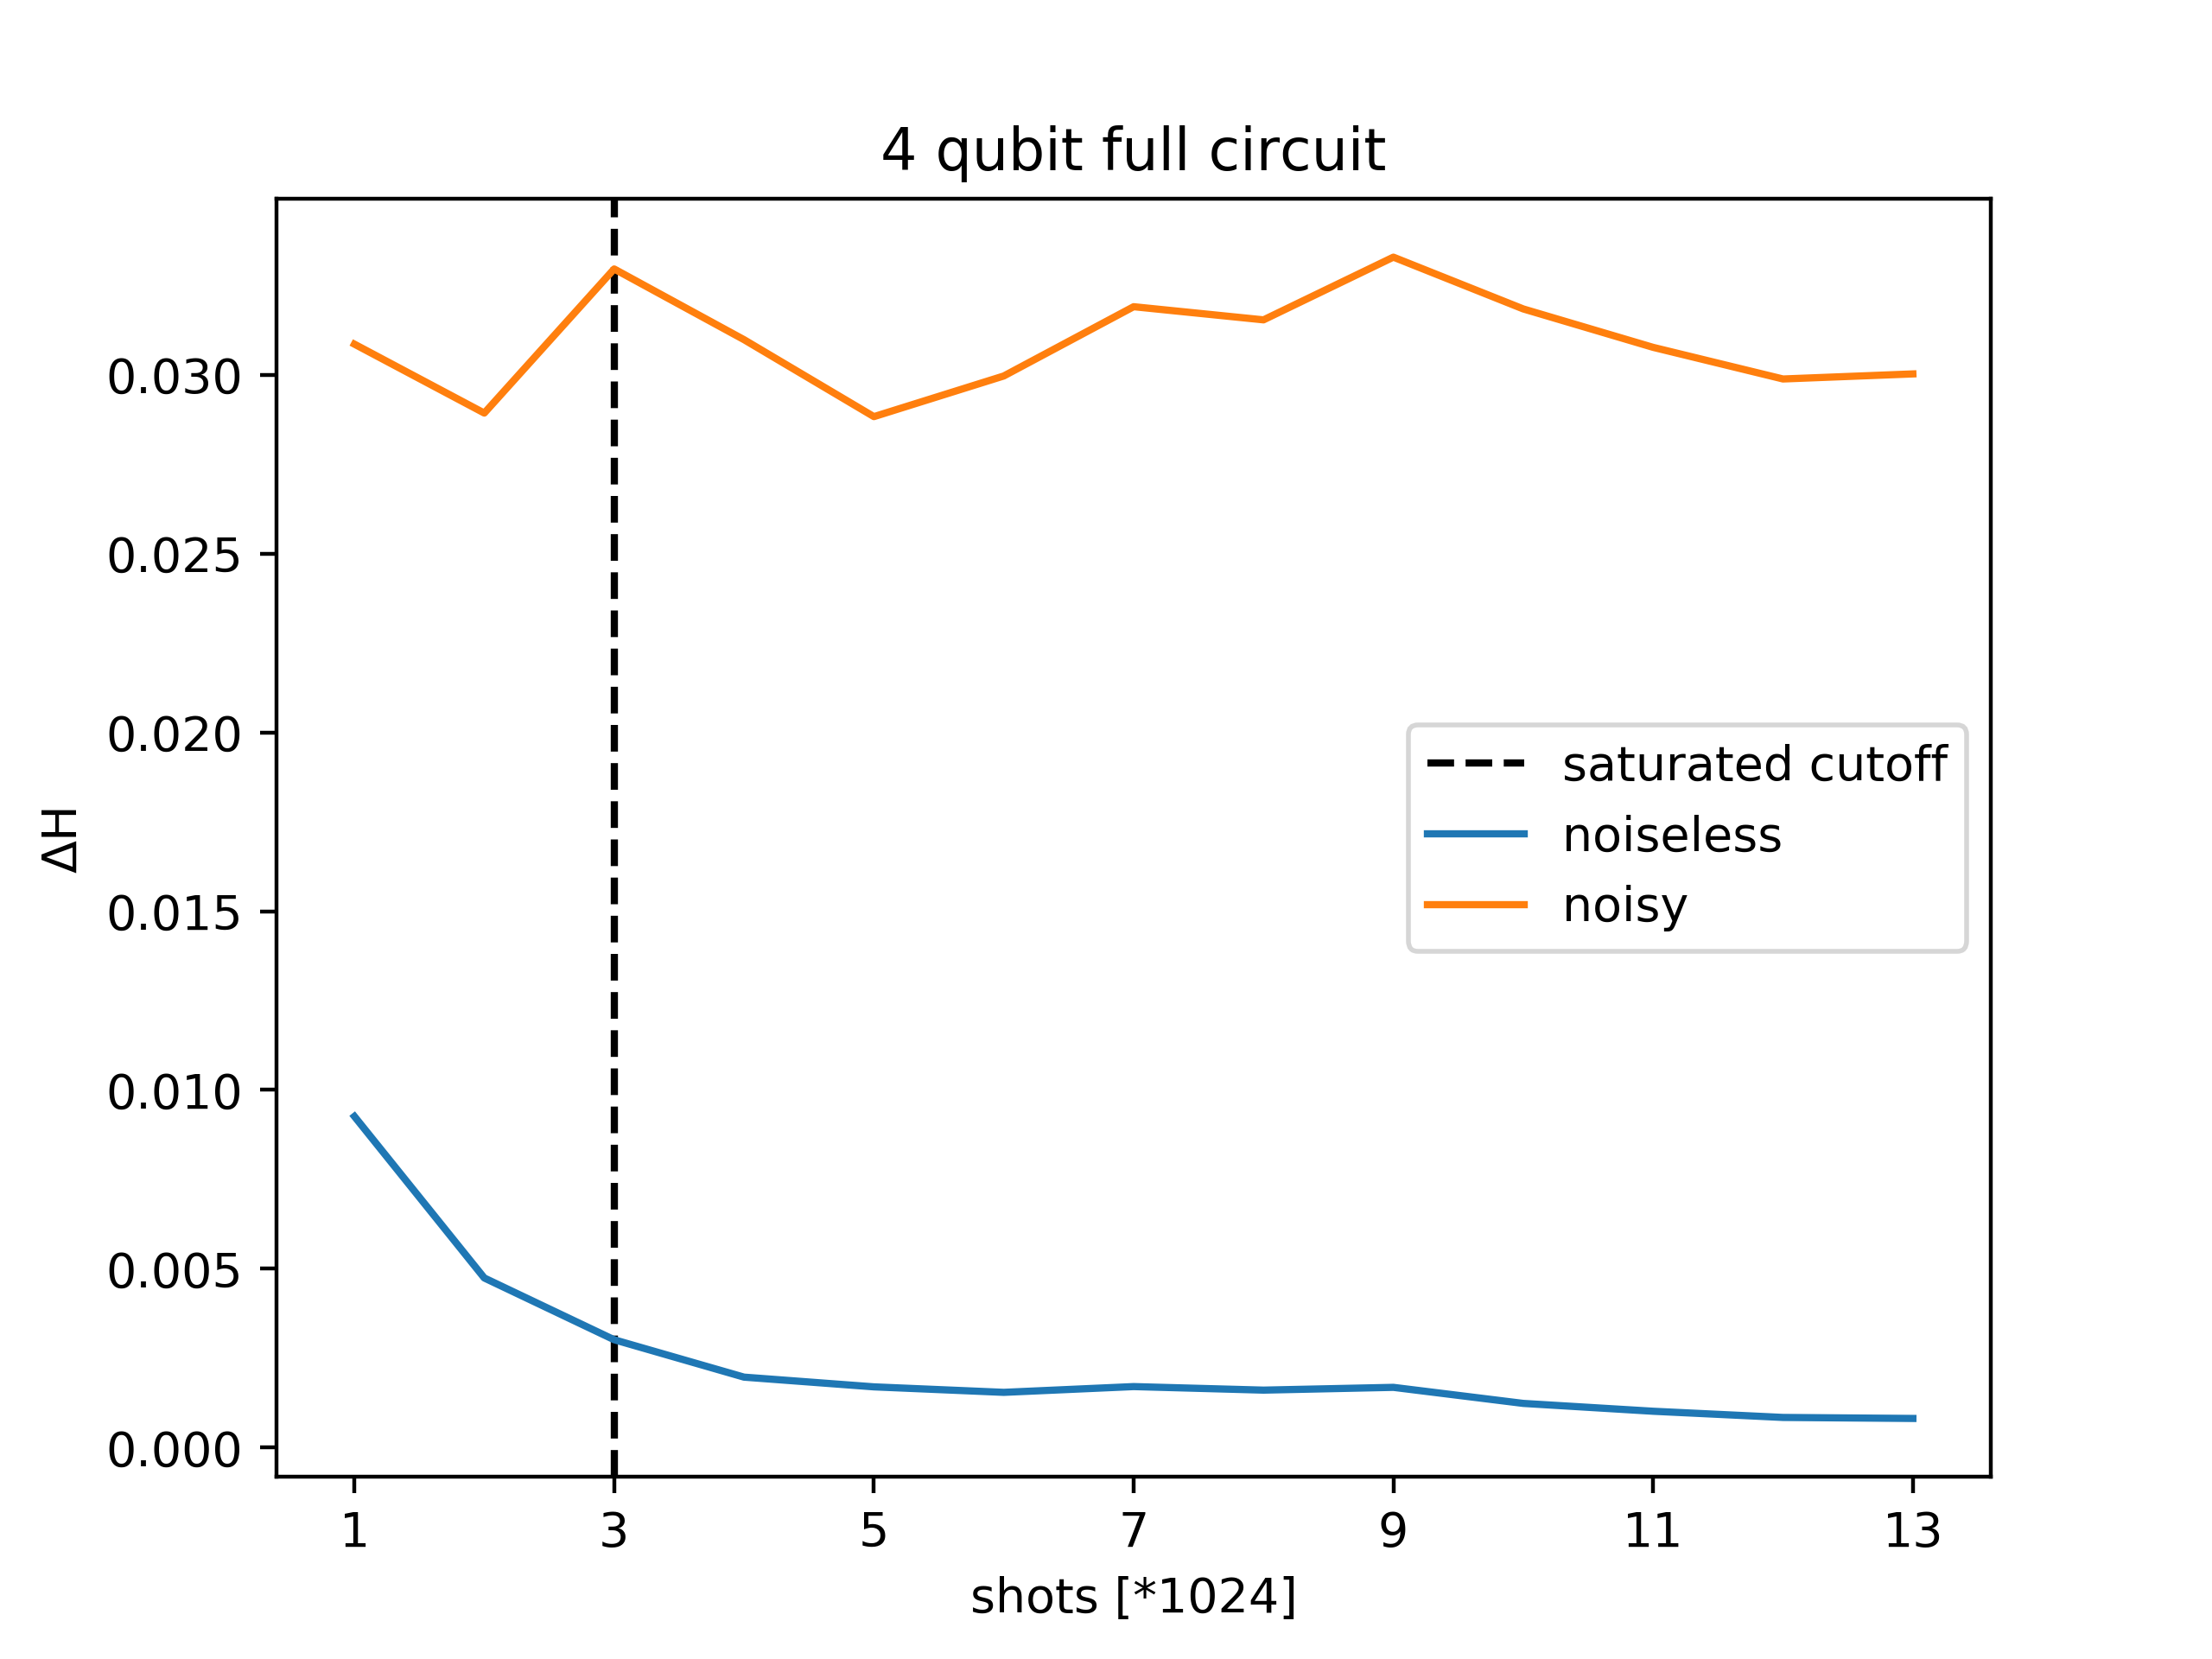 4 qubit full circuit
0.030
0.025
0.020
0.015
0.010
0.005
0.000
ΔH
saturated cutoff
noiseless
noisy
1 3 5 7 9 11 13
shots [*1024]